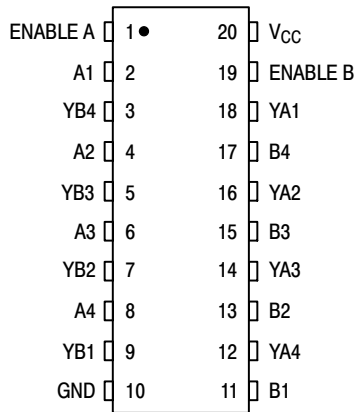 ENABLE A 1 20 VCC
A1 2 19 ENABLE B
YB4 3 18 YA1
A2 4 17 B4
YB3 5 16 YA2
A3 6 15 B3
YB2 7 14 YA3
A4 8 13 B2
YB1 9 12 YA4
GND 10 11 B1